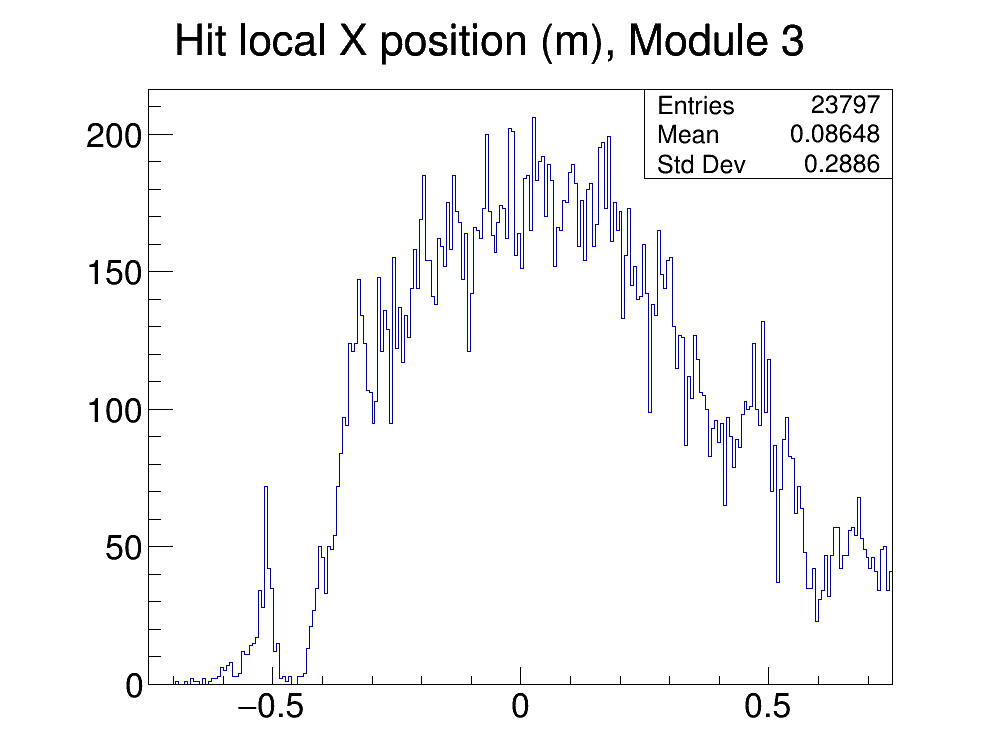 Hit local X position (m), Module 3
Entries 23797
Mean 0.08648
Std Dev 0.2886
200
150
100
50
0
−0.5 0 0.5